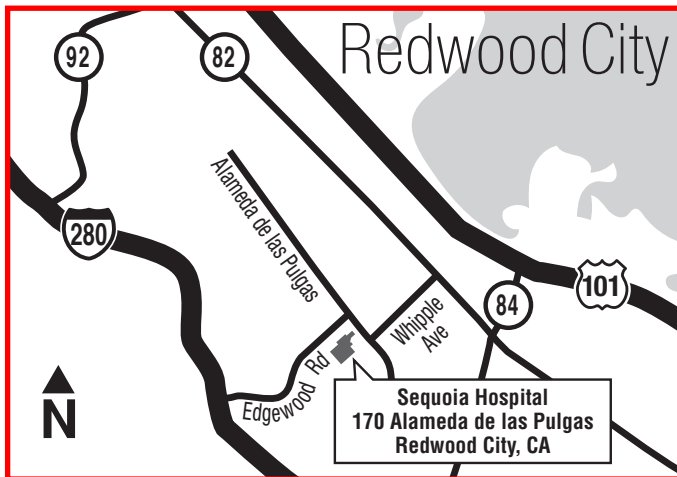 Redwood City
92
82
Alameda de las Pulgas
280
101
84
Whipple
Ave
Edgewood Rd
N
Sequoia Hospital
170 Alameda de las Pulgas
Redwood City, CA